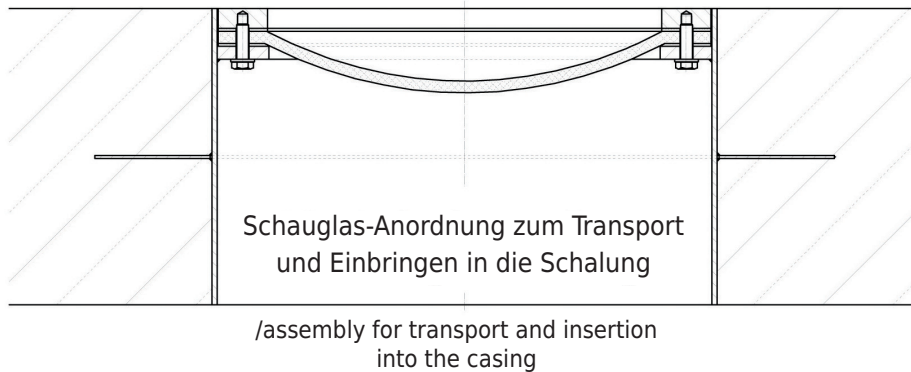 Schauglas-Anordnung zum Transport
und Einbringen in die Schalung
/assembly for transport and insertion
into the casing